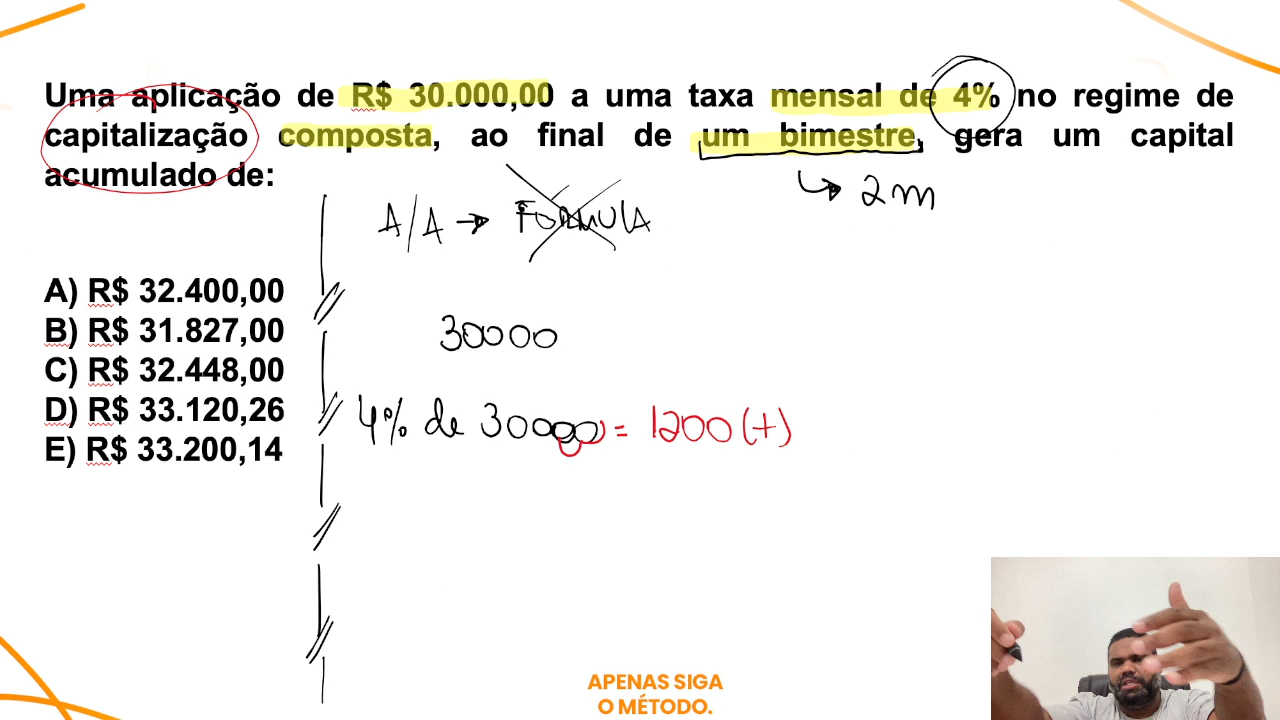 Uma aplicação de R$ 30.000,00 a uma taxa mensal de 4% no regime de
capitalização composta, ao final de um bimestre, gera um capital
acumulado de:
2m
A/A → FORMULA
A) R$ 32.400,00
B) R$ 31.827,00
C) R$ 32.448,00
D) R$ 33.120,26
E) R$ 33.200,14
30000
4% de 30000 = 1200 (+)
APENAS SIGA
O MÉTODO.